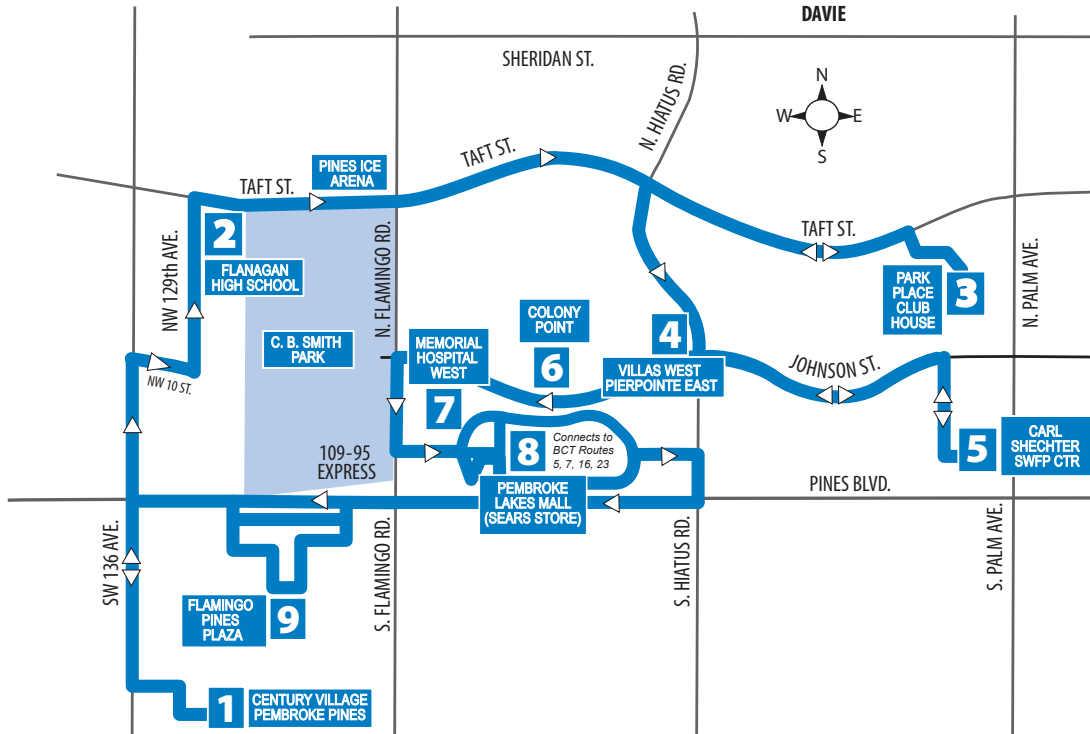 DAVIE
SHERIDAN ST.
N. HIATUS RD.
N
W
E
S
TAFT ST.
PINES ICE
ARENA
TAFT ST.
2
FLANAGAN
HIGH SCHOOL
NW 129th AVE.
N. FLAMINGO RD.
TAFT ST.
PARK
PLACE
CLUB
HOUSE
3
N. PALM AVE.
C. B. SMITH
PARK
MEMORIAL
HOSPITAL
WEST
7
COLONY
POINT
6
4
VILLAS WEST
PIERPOINTE EAST
JOHNSON ST.
NW 10 ST.
8
Connects to
BCT Routes
5, 7, 16, 23
5
CARL
SHECHTER
SWFP CTR
109-95
EXPRESS
PEMBROKE
LAKES MALL
(SEARS STORE)
PINES BLVD.
SW 136 AVE.
S. FLAMINGO RD.
S. HIATUS RD.
S. PALM AVE.
FLAMINGO
PINES
PLAZA
9
1
CENTURY VILLAGE
PEMBROKE PINES